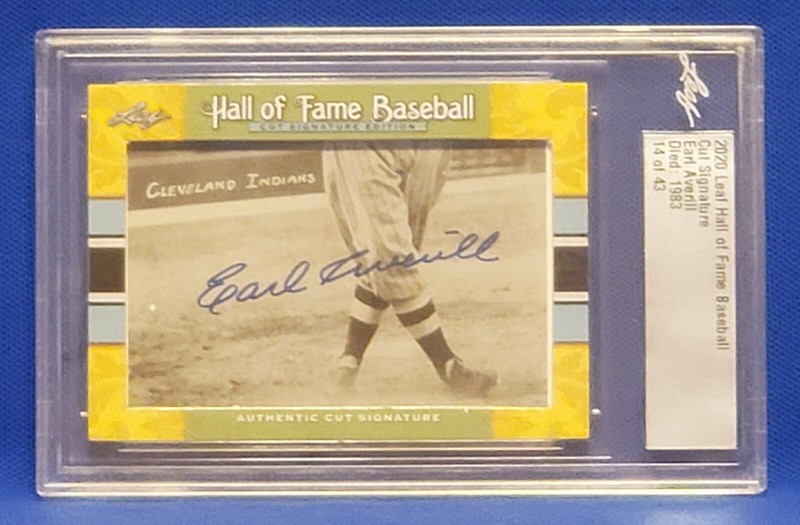 Leaf
Hall of Fame Baseball
CUT SIGNATURE EDITION
CLEVELAND INDIANS
Earl Averill
AUTHENTIC CUT SIGNATURE
Leaf
2020 Leaf Hall of Fame Baseball
Cut Signature
Earl Averill
Died: 1983
14 of 43